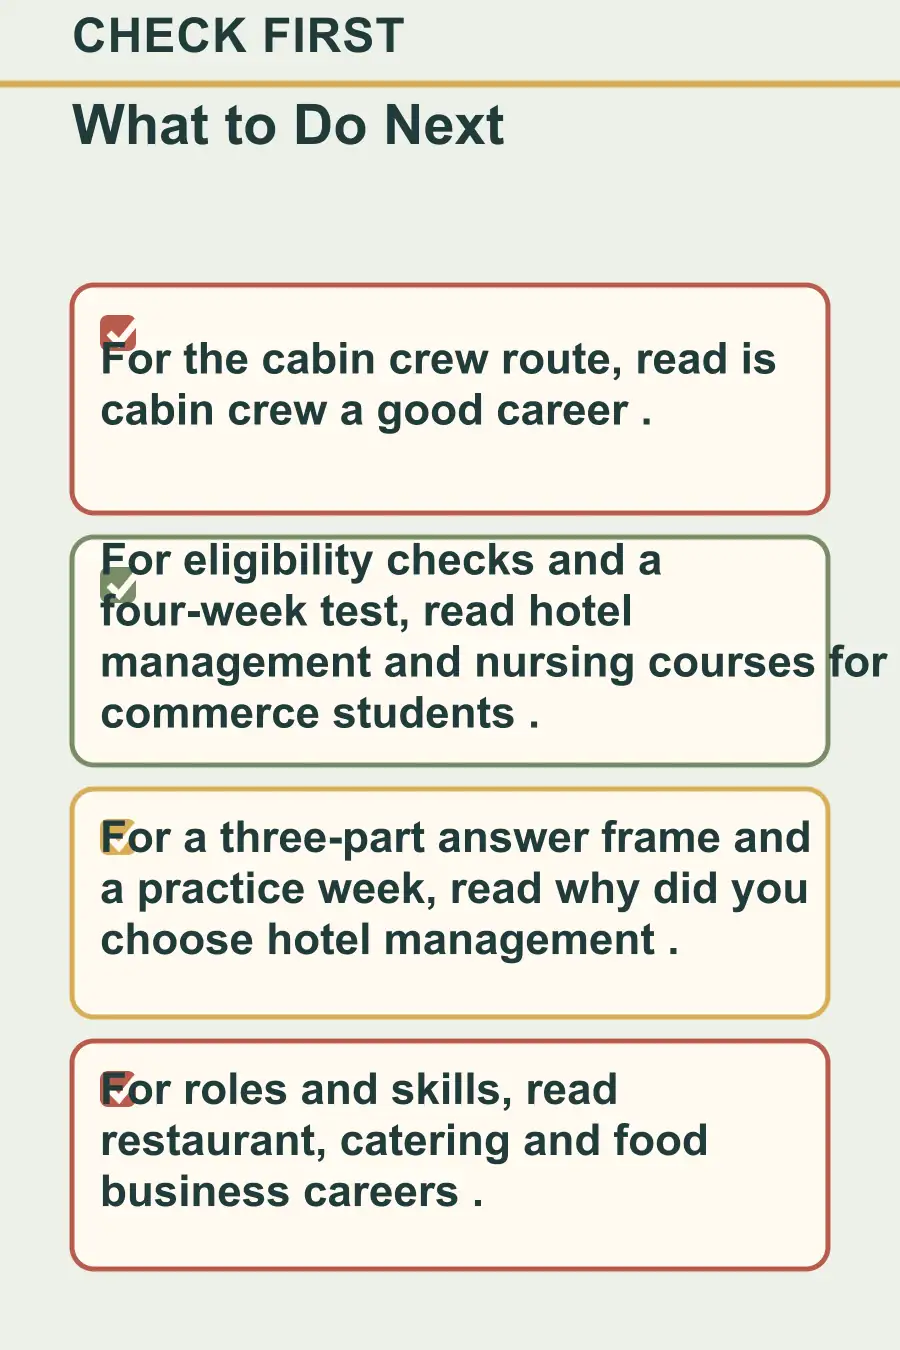 CHECK FIRST
What to Do Next
For the cabin crew route, read is
cabin crew a good career .
For eligibility checks and a
four-week test, read hotel
management and nursing courses for
commerce students .
For a three-part answer frame and
a practice week, read why did you
choose hotel management .
For roles and skills, read
restaurant, catering and food
business careers .